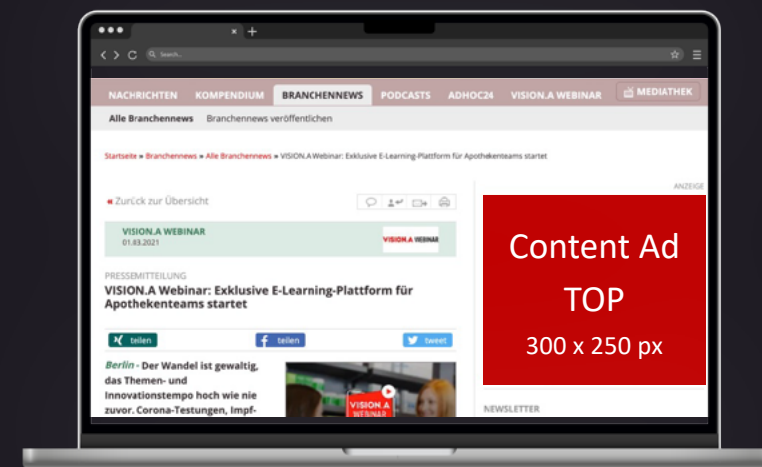 Search...
NACHRICHTEN KOMPENDIUM BRANCHENNEWS PODCASTS ADHOC24 VISION.A WEBINAR MEDIATHEK
Alle Branchennews Branchennews veröffentlichen
Startseite » Branchennews » Alle Branchennews » VISION.A Webinar: Exklusive E-Learning-Plattform für Apothekenteams startet
ANZEIGE
« Zurück zur Übersicht
VISION.A WEBINAR
01.03.2021
VISION.A WEBINAR
PRESSEMITTEILUNG
VISION.A Webinar: Exklusive E-Learning-Plattform für
Apothekenteams startet
teilen teilen tweet
Berlin - Der Wandel ist gewaltig,
das Themen- und
Innovationstempo hoch wie nie
zuvor. Corona-Testungen, Impf-
VISION.A
WEBINAR
Content Ad
TOP
300 x 250 px
NEWSLETTER